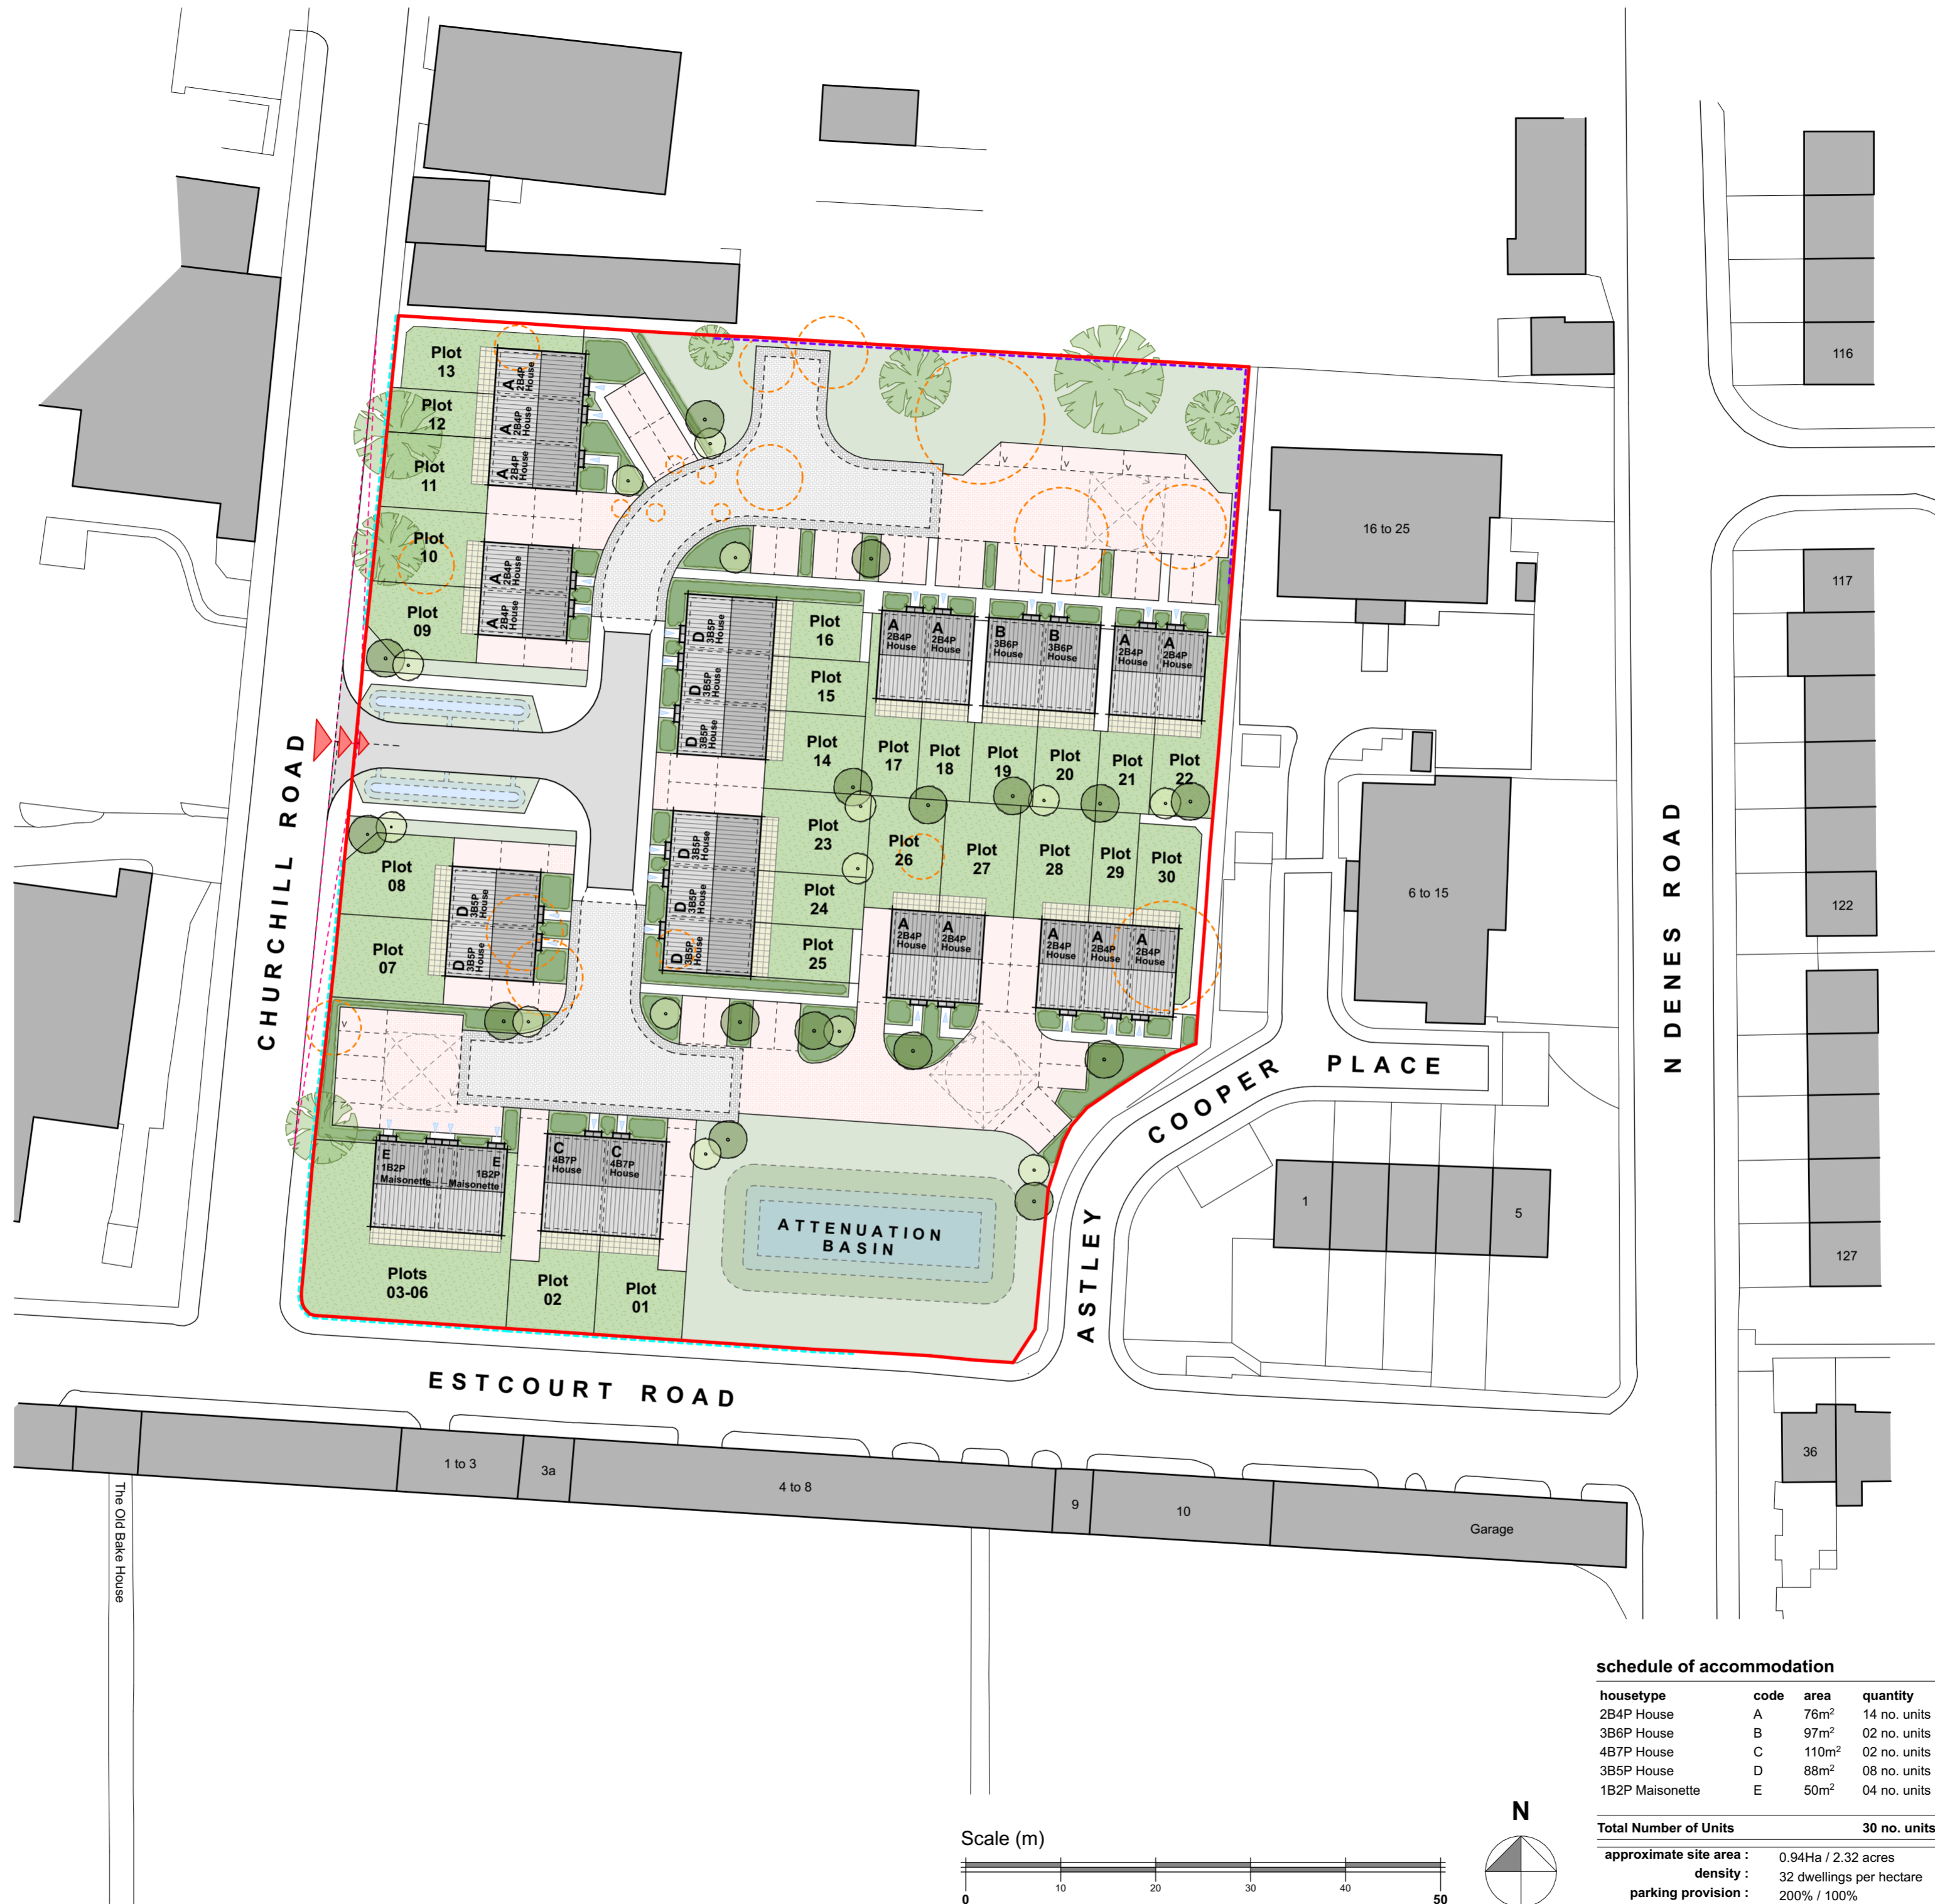 116
Plot
13
A
2B4P
House
Plot
12
A
2B4P
House
Plot
11
A
2B4P
House
v
v
v
v
16 to 25
Plot
10
A
2B4P
House
Plot
09
A
2B4P
House
117
D
3B5P
House
D
3B5P
House
D
3B5P
House
Plot
16
Plot
15
Plot
14
A
2B4P
House
A
2B4P
House
B
3B6P
House
B
3B6P
House
A
2B4P
House
A
2B4P
House
Plot
17
Plot
18
Plot
19
Plot
20
Plot
21
Plot
22
CHURCHILL ROAD
N DENES ROAD
Plot
23
Plot
24
Plot
25
Plot
26
Plot
27
Plot
28
Plot
29
Plot
30
6 to 15
122
Plot
08
D
3B5P
House
Plot
07
D
3B5P
House
D
3B5P
House
D
3B5P
House
D
3B5P
House
A
2B4P
House
A
2B4P
House
A
2B4P
House
A
2B4P
House
A
2B4P
House
v
ASTLEY COOPER PLACE
E
1B2P
Maisonette
E
1B2P
Maisonette
C
4B7P
House
C
4B7P
House
ATTENUATION
BASIN
1
5
127
Plots
03-06
Plot
02
Plot
01
ESTCOURT ROAD
1 to 3
3a
4 to 8
9
10
Garage
36
The Old Bake House
schedule of accommodation
housetype code area quantity
2B4P House A 76m² 14 no. units
3B6P House B 97m² 02 no. units
4B7P House C 110m² 02 no. units
3B5P House D 88m² 08 no. units
1B2P Maisonette E 50m² 04 no. units
Total Number of Units 30 no. units
approximate site area : 0.94Ha / 2.32 acres
density : 32 dwellings per hectare
parking provision : 200% / 100%
N
Scale (m)
0 10 20 30 40 50